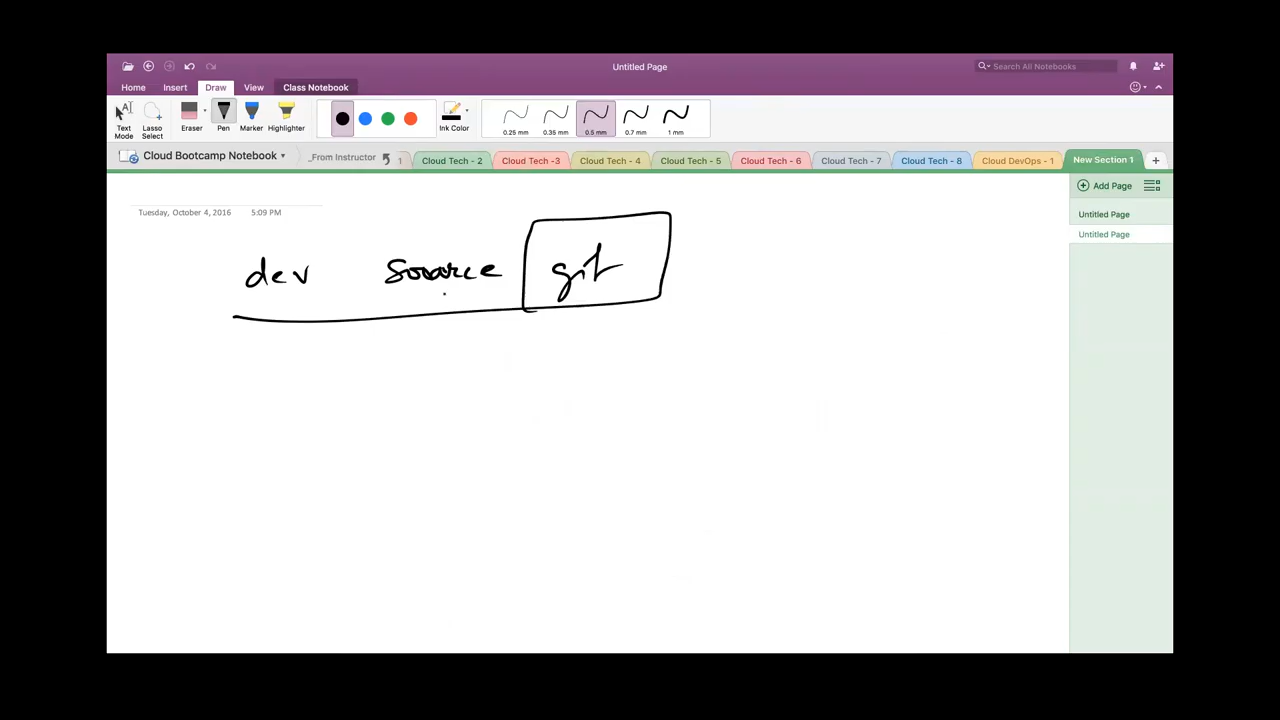 Untitled Page
Search All Notebooks
Home Insert Draw View Class Notebook
Text Mode
Lasso Select
Eraser
Pen
Marker
Highlighter
Ink Color
0.25 mm 0.35 mm 0.5 mm 0.7 mm 1 mm
Cloud Bootcamp Notebook
_From Instructor
1
Cloud Tech - 2
Cloud Tech -3
Cloud Tech - 4
Cloud Tech - 5
Cloud Tech - 6
Cloud Tech - 7
Cloud Tech - 8
Cloud DevOps - 1
New Section 1
+
Add Page
Untitled Page
Untitled Page
Tuesday, October 4, 2016 5:09 PM
dev source git